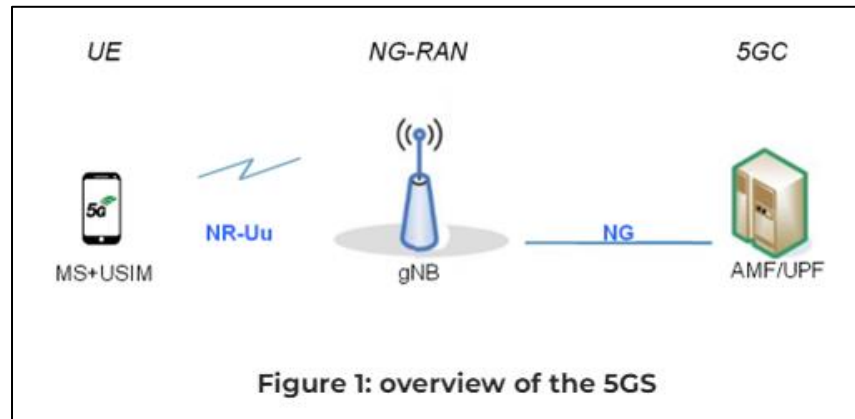 UE NG-RAN 5GC
5G
NR-Uu NG
MS+USIM gNB AMF/UPF
Figure 1: overview of the 5GS